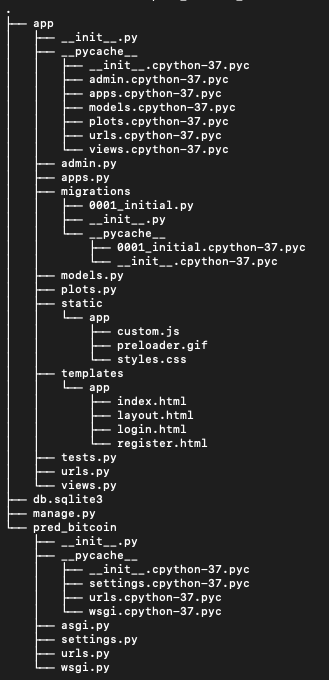 .
├── app
│   ├── __init__.py
│   ├── __pycache__
│   │   ├── __init__.cpython-37.pyc
│   │   ├── admin.cpython-37.pyc
│   │   ├── apps.cpython-37.pyc
│   │   ├── models.cpython-37.pyc
│   │   ├── plots.cpython-37.pyc
│   │   ├── urls.cpython-37.pyc
│   │   └── views.cpython-37.pyc
│   ├── admin.py
│   ├── apps.py
│   ├── migrations
│   │   ├── 0001_initial.py
│   │   ├── __init__.py
│   │   └── __pycache__
│   │       ├── 0001_initial.cpython-37.pyc
│   │       └── __init__.cpython-37.pyc
│   ├── models.py
│   ├── plots.py
│   ├── static
│   │   └── app
│   │       ├── custom.js
│   │       ├── preloader.gif
│   │       └── styles.css
│   ├── templates
│   │   └── app
│   │       ├── index.html
│   │       ├── layout.html
│   │       ├── login.html
│   │       └── register.html
│   ├── tests.py
│   ├── urls.py
│   └── views.py
├── db.sqlite3
├── manage.py
└── pred_bitcoin
    ├── __init__.py
    ├── __pycache__
    │   ├── __init__.cpython-37.pyc
    │   ├── settings.cpython-37.pyc
    │   ├── urls.cpython-37.pyc
    │   └── wsgi.cpython-37.pyc
    ├── asgi.py
    ├── settings.py
    ├── urls.py
    └── wsgi.py